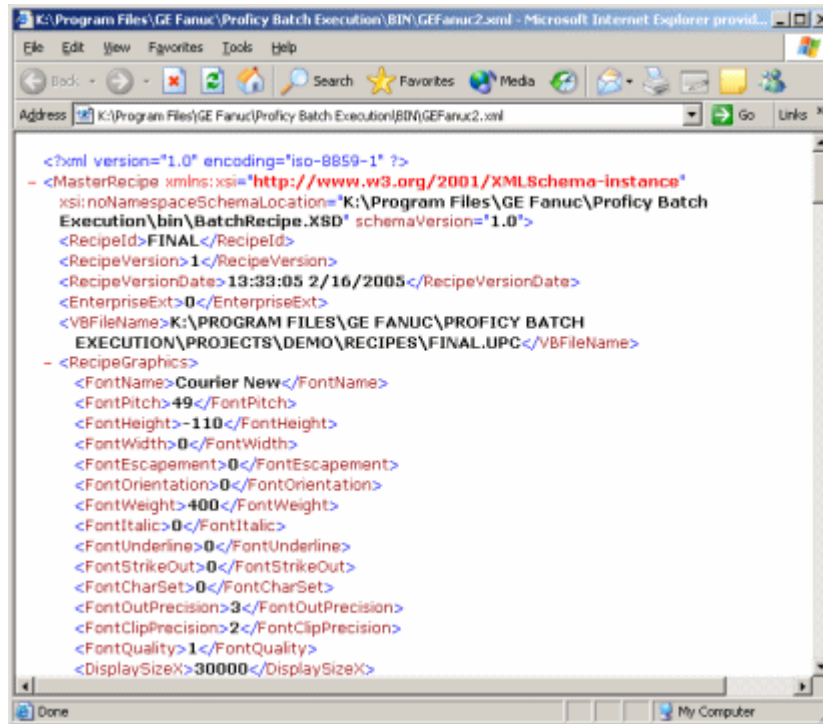 K:\Program Files\GE Fanuc\Proficy Batch Execution\BIN\GEFanuc2.xml - Microsoft Internet Explorer provid...
File Edit View Favorites Tools Help
Back Search Favorites Media
Address K:\Program Files\GE Fanuc\Proficy Batch Execution\BIN\GEFanuc2.xml Go Links »
<?xml version="1.0" encoding="iso-8859-1" ?>
- <MasterRecipe xmlns:xsi="http://www.w3.org/2001/XMLSchema-instance"
xsi:noNamespaceSchemaLocation="K:\Program Files\GE Fanuc\Proficy Batch
Execution\bin\BatchRecipe.XSD" schemaVersion="1.0">
<RecipeId>FINAL</RecipeId>
<RecipeVersion>1</RecipeVersion>
<RecipeVersionDate>13:33:05 2/16/2005</RecipeVersionDate>
<EnterpriseExt>0</EnterpriseExt>
<VBFileName>K:\PROGRAM FILES\GE FANUC\PROFICY BATCH
EXECUTION\PROJECTS\DEMO\RECIPES\FINAL.UPC</VBFileName>
- <RecipeGraphics>
<FontName>Courier New</FontName>
<FontPitch>49</FontPitch>
<FontHeight>-110</FontHeight>
<FontWidth>0</FontWidth>
<FontEscapement>0</FontEscapement>
<FontOrientation>0</FontOrientation>
<FontWeight>400</FontWeight>
<FontItalic>0</FontItalic>
<FontUnderline>0</FontUnderline>
<FontStrikeOut>0</FontStrikeOut>
<FontCharSet>0</FontCharSet>
<FontOutPrecision>3</FontOutPrecision>
<FontClipPrecision>2</FontClipPrecision>
<FontQuality>1</FontQuality>
<DisplaySizeX>30000</DisplaySizeX>
Done My Computer